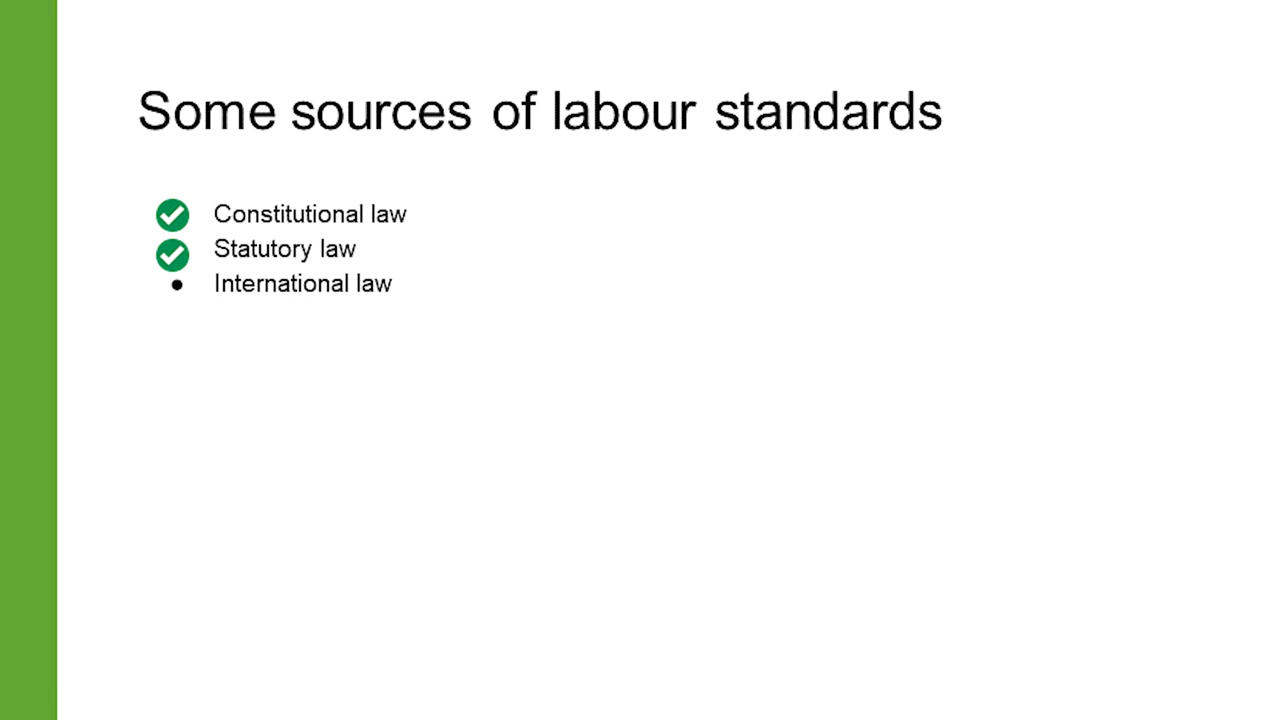 Some sources of labour standards
Constitutional law
Statutory law
● International law